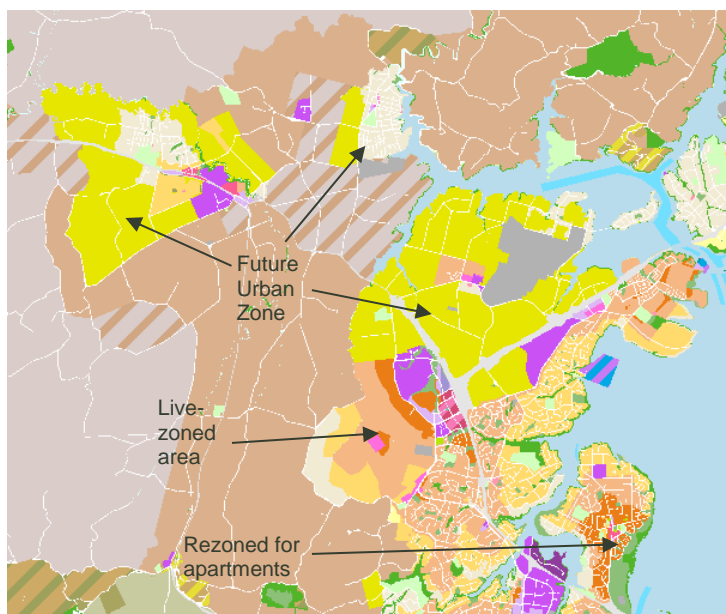 Future
Urban
Zone
Live-
zoned
area
Rezoned for
apartments